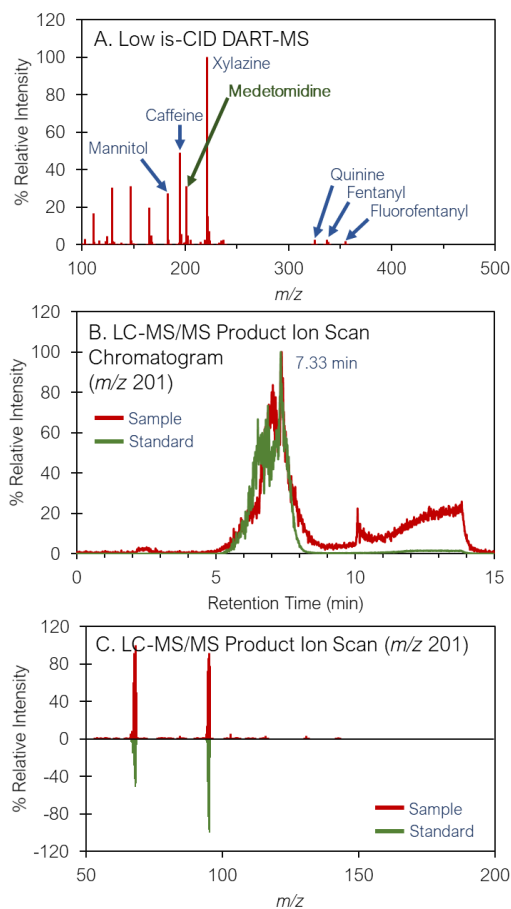 A. Low is-CID DART-MS
% Relative Intensity
120
100
80
60
40
20
0
Xylazine
Medetomidine
Caffeine
Mannitol
Quinine
Fentanyl
Fluorofentanyl
100
200
300
400
500
m/z
B. LC-MS/MS Product Ion Scan
Chromatogram
(m/z 201)
7.33 min
Sample
Standard
% Relative Intensity
120
100
80
60
40
20
0
0
5
10
15
Retention Time (min)
C. LC-MS/MS Product Ion Scan (m/z 201)
% Relative Intensity
120
80
40
0
-40
-80
-120
Sample
Standard
50
100
150
200
m/z